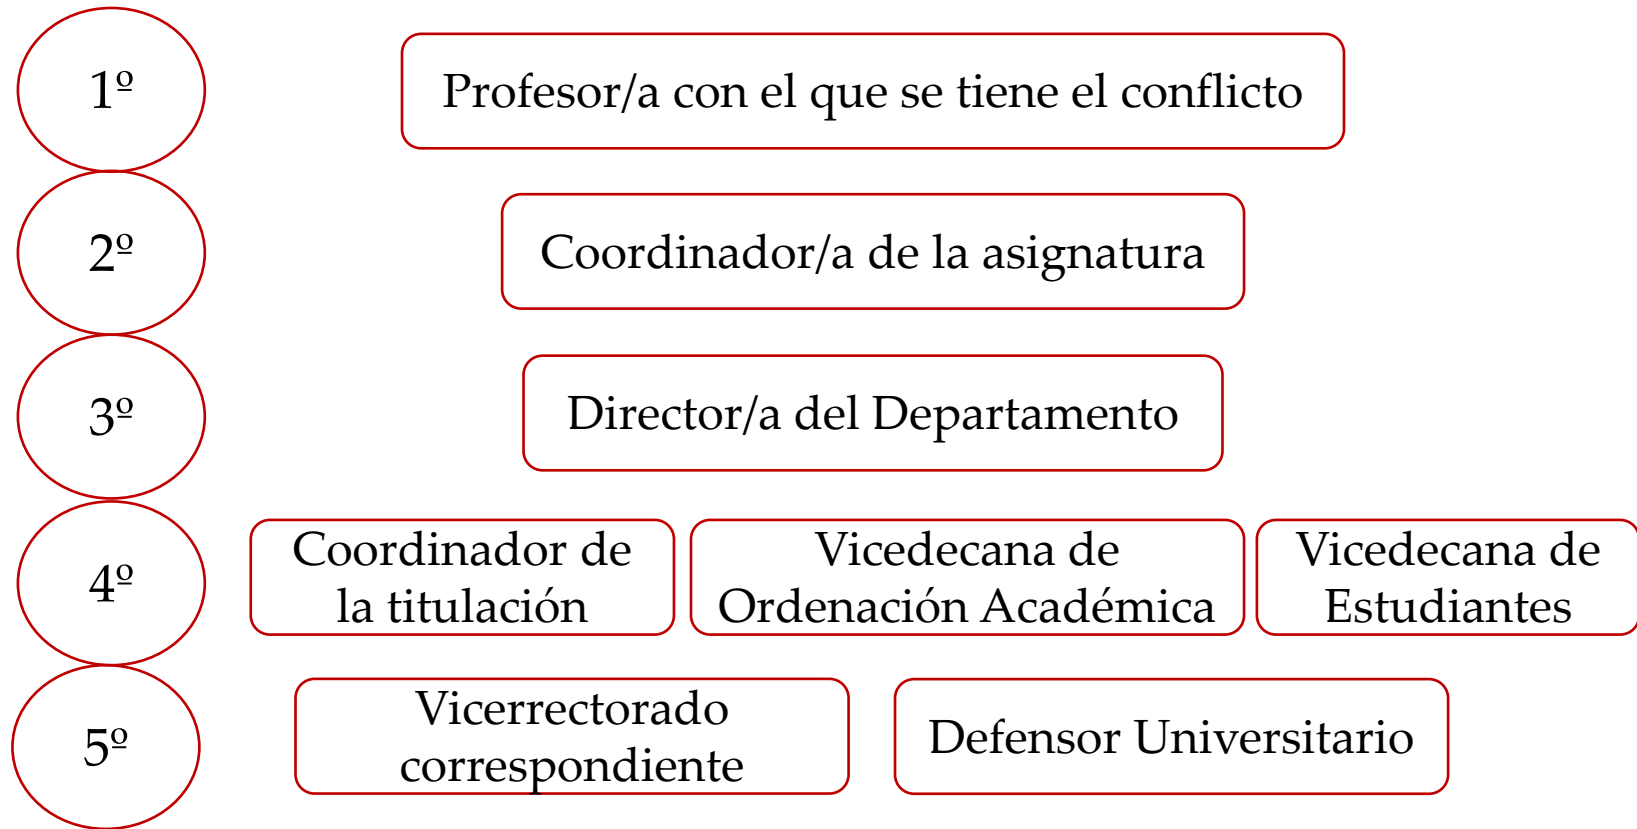 1º
Profesor/a con el que se tiene el conflicto
2º
Coordinador/a de la asignatura
3º
Director/a del Departamento
4º
Coordinador de
la titulación
Vicedecana de
Ordenación Académica
Vicedecana de
Estudiantes
5º
Vicerrectorado
correspondiente
Defensor Universitario